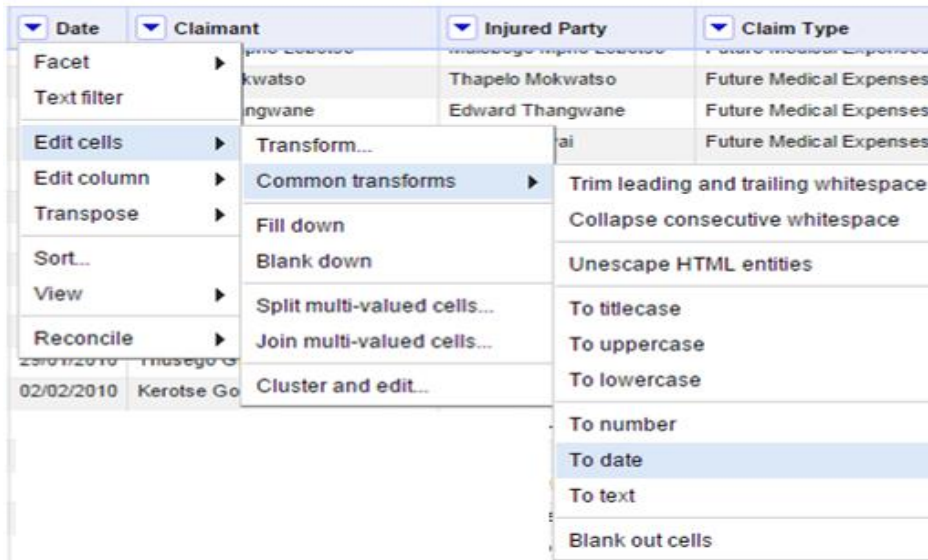 Date Claimant Injured Party Claim Type
Facet
Text filter
kwatso Thapelo Mokwatso Future Medical Expenses
ngwane Edward Thangwane Future Medical Expenses
Edit cells
Transform...
rai Future Medical Expenses
Edit column
Common transforms
Trim leading and trailing whitespace
Transpose
Fill down
Collapse consecutive whitespace
Sort...
Blank down
Unescape HTML entities
View
Split multi-valued cells...
To titlecase
Reconcile
Join multi-valued cells...
To uppercase
02/02/2010 Kerotse Go
Cluster and edit...
To lowercase
To number
To date
To text
Blank out cells